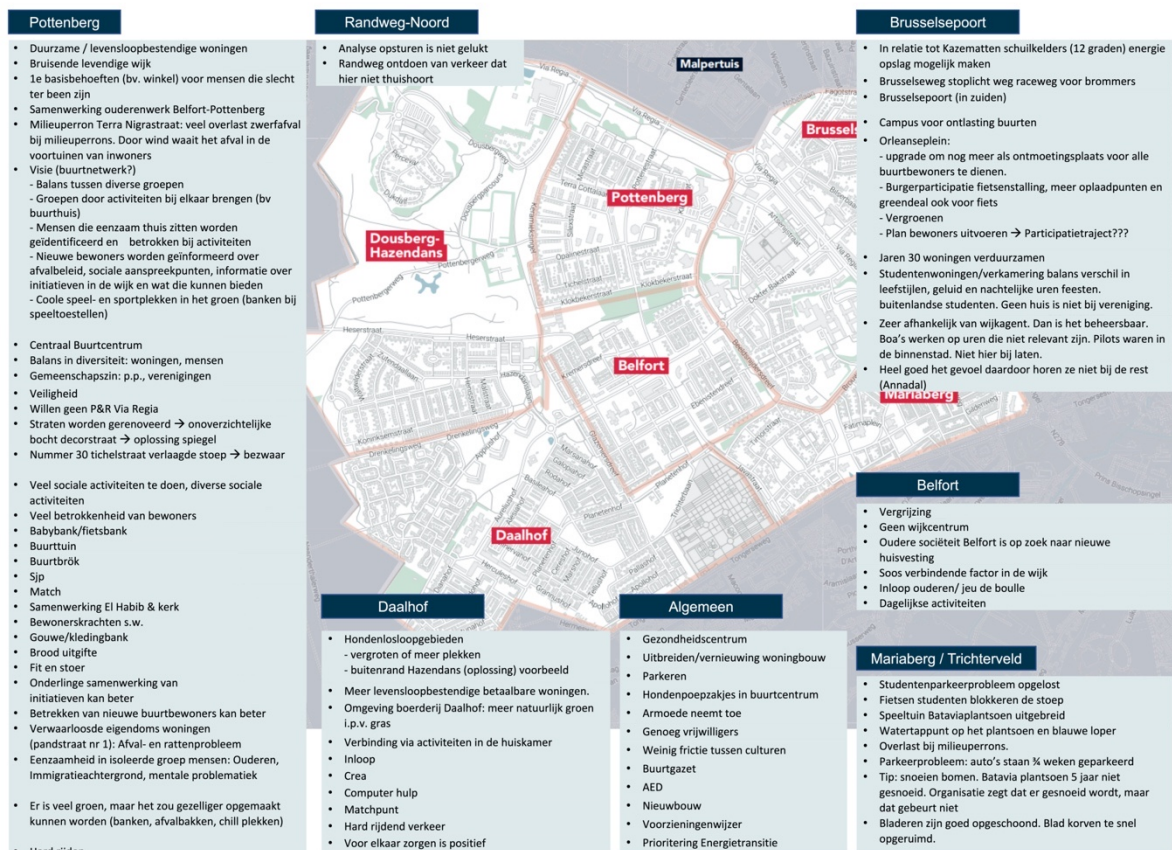 Pottenberg
• Duurzame / levensloopbestendige woningen
• Bruisende levendige wijk
• 1e basisbehoeften (bv. winkel) voor mensen die slecht
ter been zijn
• Samenwerking ouderenwerk Belfort-Pottenberg
• Milieuperron Terra Nigrastraat: veel overlast zwerfafval
bij milieuperrons. Door wind waait het afval in de
voortuinen van inwoners
• Visie (buurtnetwerk?)
- Balans tussen diverse groepen
- Groepen door activiteiten bij elkaar brengen (bv
buurthuis)
- Mensen die eenzaam thuis zitten worden
geïdentificeerd en betrokken bij activiteiten
- Nieuwe bewoners worden geïnformeerd over
afvalbeleid, sociale aanspreekpunten, informatie over
initiatieven in de wijk en wat die kunnen bieden
- Coole speel- en sportplekken in het groen (banken bij
speeltoestellen)
• Centraal Buurtcentrum
• Balans in diversiteit: woningen, mensen
• Gemeenschapszin: p.p., verenigingen
• Veiligheid
• Willen geen P&R Via Regia
• Straten worden gerenoveerd → onoverzichtelijke
bocht decorstraat → oplossing spiegel
• Nummer 30 tichelstraat verlaagde stoep → bezwaar
• Veel sociale activiteiten te doen, diverse sociale
activiteiten
• Veel betrokkenheid van bewoners
• Babybank/fietsbank
• Buurttuin
• Buurtbrök
• Sjp
• Match
• Samenwerking El Habib & kerk
• Bewonerskrachten s.w.
• Gouwe/kledingbank
• Brood uitgifte
• Fit en stoer
• Onderlinge samenwerking van
initiatieven kan beter
• Betrekken van nieuwe buurtbewoners kan beter
• Verwaarloosde eigendoms woningen
(pandstraat nr 1): Afval- en rattenprobleem
• Eenzaamheid in isoleerde groep mensen: Ouderen,
Immigratieachtergrond, mentale problematiek
• Er is veel groen, maar het zou gezelliger opgemaakt
kunnen worden (banken, afvalbakken, chill plekken)
Randweg-Noord
• Analyse opsturen is niet gelukt
• Randweg ontdoen van verkeer dat
hier niet thuishoort
Malpertuis
Via Regia
Via Regia
Brussels
Pottenberg
Terra Cottalaan
Dousberg-
Hazendans
Pottenbergweg
Opalinestraat
Tichelstraat
Klokbekerstraat
Klokbekerstraat
Heserstraat
Heserstraat
Belfort
Kremersdreef
Ebenistendreef
Koninksemstraat
Drenkelingweg
Mariaberg
Planetenhof
Planetenhof
Daalhof
Daalhof
• Hondenlosloopgebieden
- vergroten of meer plekken
- buitenrand Hazendans (oplossing) voorbeeld
• Meer levensloopbestendige betaalbare woningen.
• Omgeving boerderij Daalhof: meer natuurlijk groen
i.p.v. gras
• Verbinding via activiteiten in de huiskamer
• Inloop
• Crea
• Computer hulp
• Matchpunt
• Hard rijdend verkeer
• Voor elkaar zorgen is positief
Algemeen
• Gezondheidscentrum
• Uitbreiden/vernieuwing woningbouw
• Parkeren
• Hondenpoepzakjes in buurtcentrum
• Armoede neemt toe
• Genoeg vrijwilligers
• Weinig frictie tussen culturen
• Buurtgazet
• AED
• Nieuwbouw
• Voorzieningenwijzer
• Prioritering Energietransitie
Brusselsepoort
• In relatie tot Kazematten schuilkelders (12 graden) energie
opslag mogelijk maken
• Brusselseweg stoplicht weg raceweg voor brommers
• Brusselsepoort (in zuiden)
• Campus voor ontlasting buurten
• Orleanseplein:
- upgrade om nog meer als ontmoetingsplaats voor alle
buurtbewoners te dienen.
- Burgerparticipatie fietsenstalling, meer oplaadpunten en
greendeal ook voor fiets
- Vergroenen
- Plan bewoners uitvoeren → Participatietraject???
• Jaren 30 woningen verduurzamen
• Studentenwoningen/verkamering balans verschil in
leefstijlen, geluid en nachtelijke uren feesten.
buitenlandse studenten. Geen huis is niet bij vereniging.
• Zeer afhankelijk van wijkagent. Dan is het beheersbaar.
Boa's werken op uren die niet relevant zijn. Pilots waren in
de binnenstad. Niet hier bij laten.
• Heel goed het gevoel daardoor horen ze niet bij de rest
(Annadal)
Belfort
• Vergrijzing
• Geen wijkcentrum
• Oudere sociëteit Belfort is op zoek naar nieuwe
huisvesting
• Soos verbindende factor in de wijk
• Inloop ouderen/ jeu de boulle
• Dagelijkse activiteiten
Mariaberg / Trichterveld
• Studentenparkeerprobleem opgelost
• Fietsen studenten blokkeren de stoep
• Speeltuin Bataviaplantsoen uitgebreid
• Watertappunt op het plantsoen en blauwe loper
• Overlast bij milieuperrons.
• Parkeerprobleem: auto's staan ¾ weken geparkeerd
• Tip: snoeien bomen. Batavia plantsoen 5 jaar niet
gesnoeid. Organisatie zegt dat er gesnoeid wordt, maar
dat gebeurt niet
• Bladeren zijn goed opgeschoond. Blad korven te snel
opgeruimd.